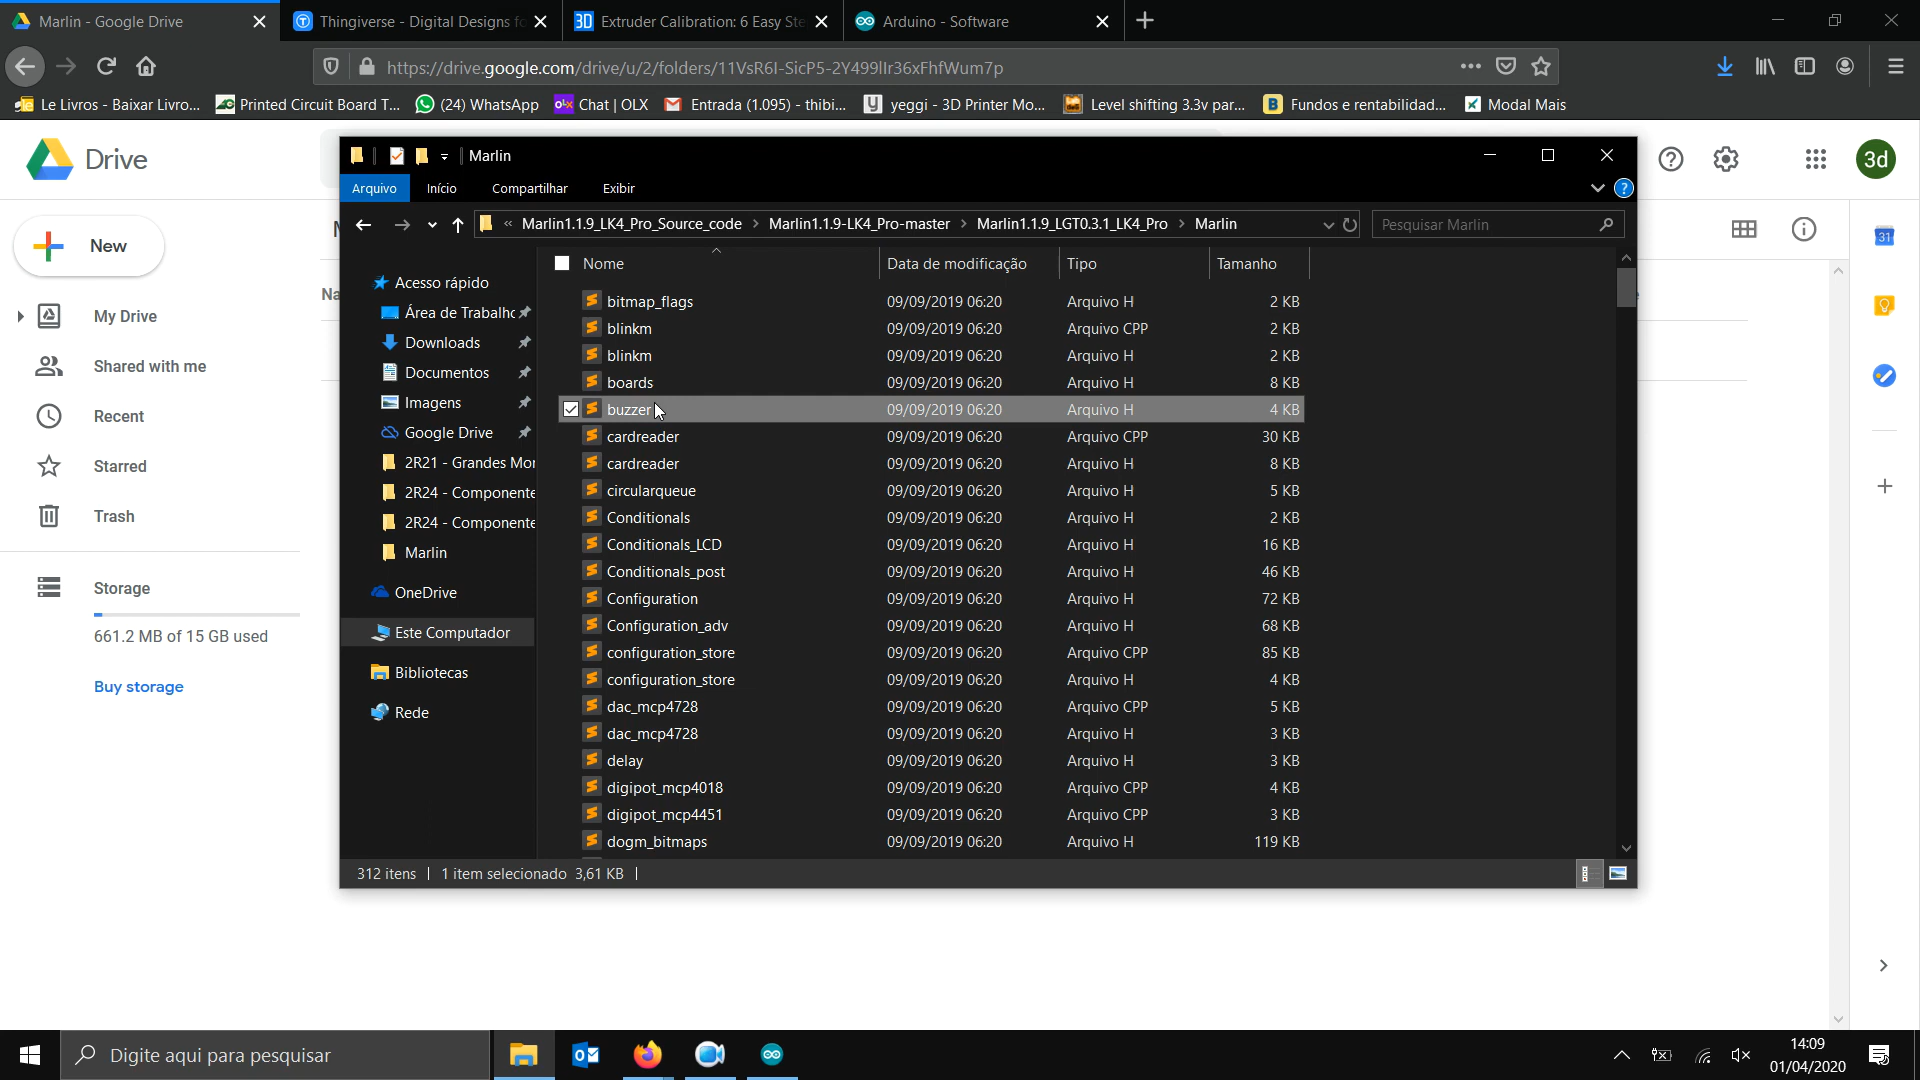 Marlin - Google Drive
Thingiverse - Digital Designs fo
Extruder Calibration: 6 Easy Ste
Arduino - Software
https://drive.google.com/drive/u/2/folders/11VsR6I-SicP5-2Y499lIr36xFhfWum7p
Le Livros - Baixar Livro...
Printed Circuit Board T...
(24) WhatsApp
Chat | OLX
Entrada (1.095) - thibi...
yeggi - 3D Printer Mo...
Level shifting 3.3v par...
Fundos e rentabilidad...
Modal Mais
Drive
3d
New
My Drive
Shared with me
Recent
Starred
Trash
Storage
661.2 MB of 15 GB used
Buy storage
Na
31
Marlin
Arquivo
Início
Compartilhar
Exibir
« Marlin1.1.9_LK4_Pro_Source_code > Marlin1.1.9-LK4_Pro-master > Marlin1.1.9_LGT0.3.1_LK4_Pro > Marlin
Pesquisar Marlin
Acesso rápido
Área de Trabalho
Downloads
Documentos
Imagens
Google Drive
2R21 - Grandes Mo
2R24 - Componente
2R24 - Componente
Marlin
OneDrive
Este Computador
Bibliotecas
Rede
Nome Data de modificação Tipo Tamanho
bitmap_flags 09/09/2019 06:20 Arquivo H 2 KB
blinkm 09/09/2019 06:20 Arquivo CPP 2 KB
blinkm 09/09/2019 06:20 Arquivo H 2 KB
boards 09/09/2019 06:20 Arquivo H 8 KB
buzzer 09/09/2019 06:20 Arquivo H 4 KB
cardreader 09/09/2019 06:20 Arquivo CPP 30 KB
cardreader 09/09/2019 06:20 Arquivo H 8 KB
circularqueue 09/09/2019 06:20 Arquivo H 5 KB
Conditionals 09/09/2019 06:20 Arquivo H 2 KB
Conditionals_LCD 09/09/2019 06:20 Arquivo H 16 KB
Conditionals_post 09/09/2019 06:20 Arquivo H 46 KB
Configuration 09/09/2019 06:20 Arquivo H 72 KB
Configuration_adv 09/09/2019 06:20 Arquivo H 68 KB
configuration_store 09/09/2019 06:20 Arquivo CPP 85 KB
configuration_store 09/09/2019 06:20 Arquivo H 4 KB
dac_mcp4728 09/09/2019 06:20 Arquivo CPP 5 KB
dac_mcp4728 09/09/2019 06:20 Arquivo H 3 KB
delay 09/09/2019 06:20 Arquivo H 3 KB
digipot_mcp4018 09/09/2019 06:20 Arquivo CPP 4 KB
digipot_mcp4451 09/09/2019 06:20 Arquivo CPP 3 KB
dogm_bitmaps 09/09/2019 06:20 Arquivo H 119 KB
312 itens
1 item selecionado 3,61 KB
Digite aqui para pesquisar
14:09
01/04/2020